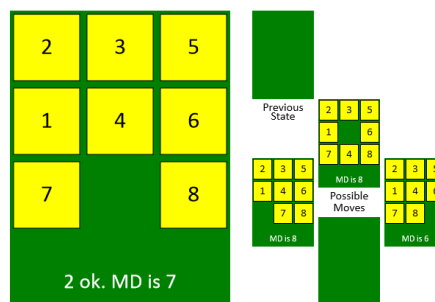 2 3 5
1 4 6
7 8
2 ok. MD is 7
Previous
State
2 3 5
1 6
7 4 8
MD is 8
Possible
Moves
2 3 5
1 4 6
7 8
MD is 8
2 3 5
1 4 6
7 8
MD is 6